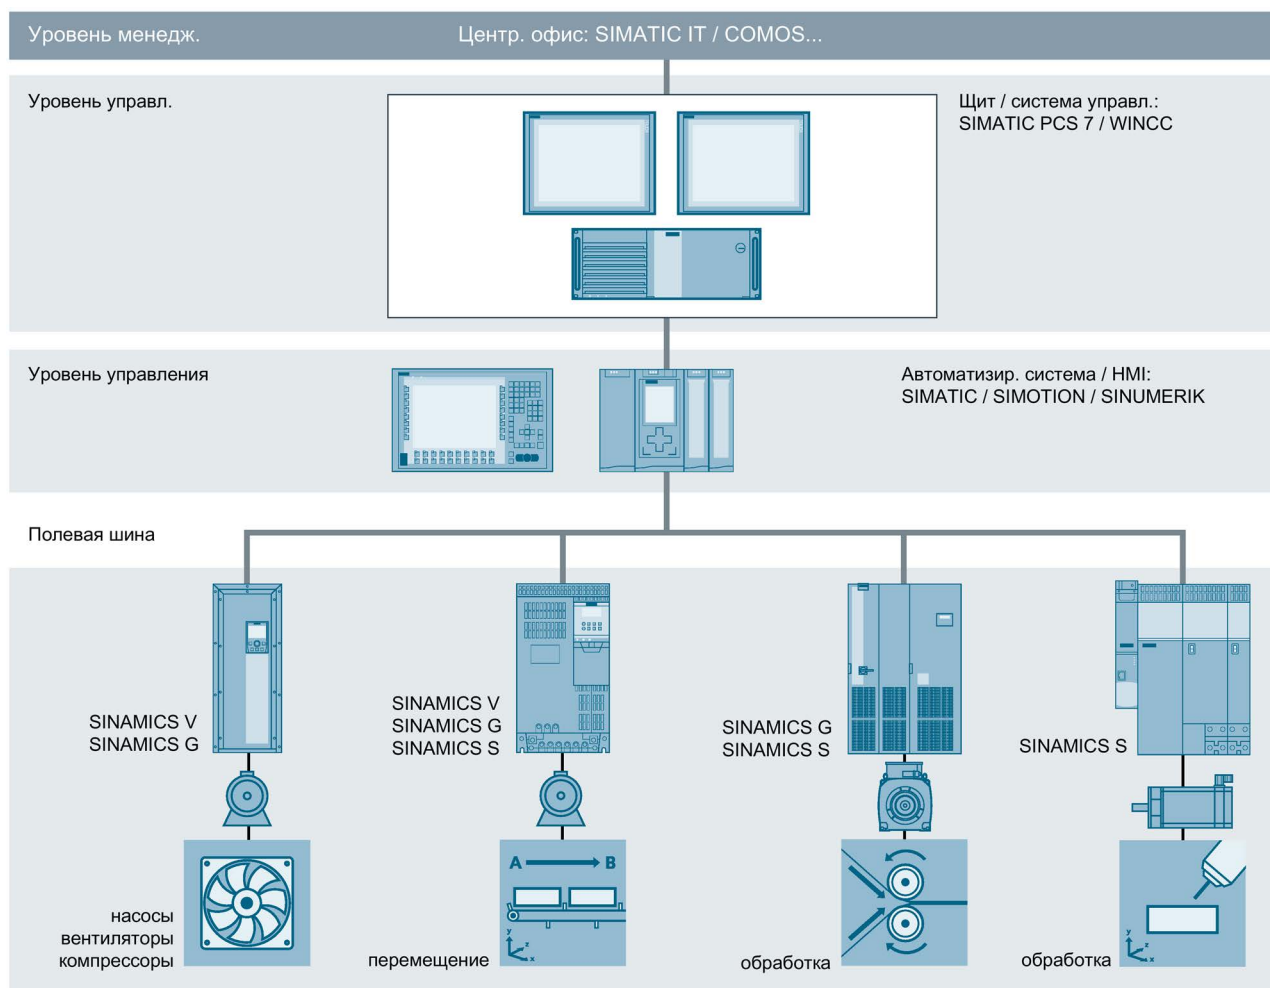 Уровень менедж.
Центр. офис: SIMATIC IT / COMOS...
Уровень управл.
Щит / система управл.:
SIMATIC PCS 7 / WINCC
Уровень управления
Автоматизир. система / HMI:
SIMATIC / SIMOTION / SINUMERIK
Полевая шина
SINAMICS V
SINAMICS G
SINAMICS V
SINAMICS G
SINAMICS S
SINAMICS G
SINAMICS S
SINAMICS S
насосы
вентиляторы
компрессоры
A B
y
z
x
перемещение
обработка
y
z
x
обработка